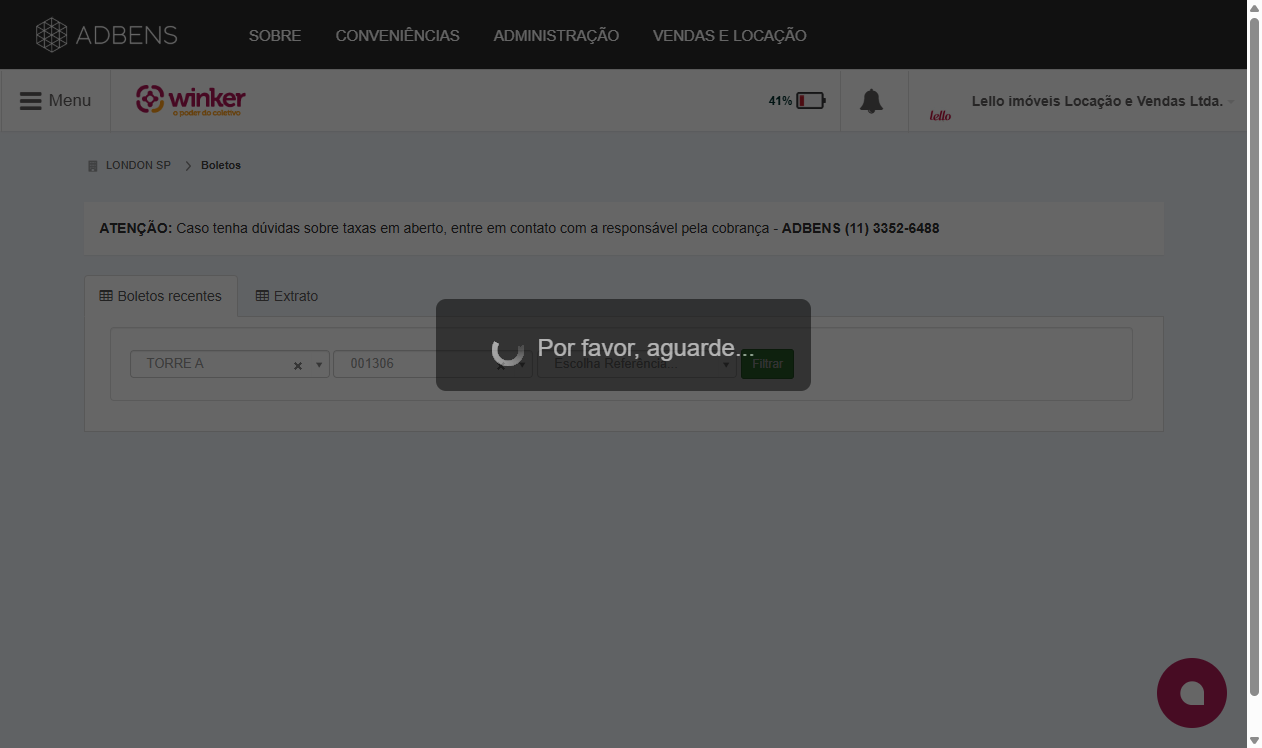 ADBENS SOBRE CONVENIÊNCIAS ADMINISTRAÇÃO VENDAS E LOCAÇÃO
Menu winker 41% Lello imóveis Locação e Vendas Ltda.
o poder do coletivo lello
LONDON SP Boletos
ATENÇÃO: Caso tenha dúvidas sobre taxas em aberto, entre em contato com a responsável pela cobrança - ADBENS (11) 3352-6488
Boletos recentes Extrato
Por favor, aguarde...
TORRE A × 001306 × Escolha Referência... Filtrar